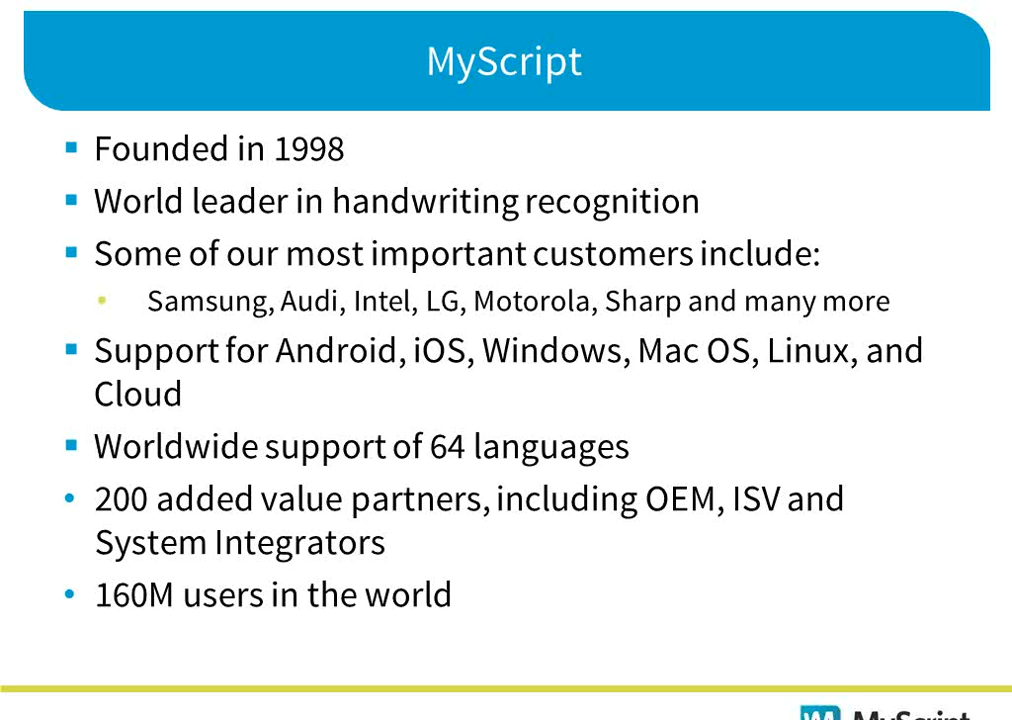 MyScript
▪ Founded in 1998
▪ World leader in handwriting recognition
▪ Some of our most important customers include:
• Samsung, Audi, Intel, LG, Motorola, Sharp and many more
▪ Support for Android, iOS, Windows, Mac OS, Linux, and
Cloud
▪ Worldwide support of 64 languages
• 200 added value partners, including OEM, ISV and
System Integrators
• 160M users in the world
MyScript